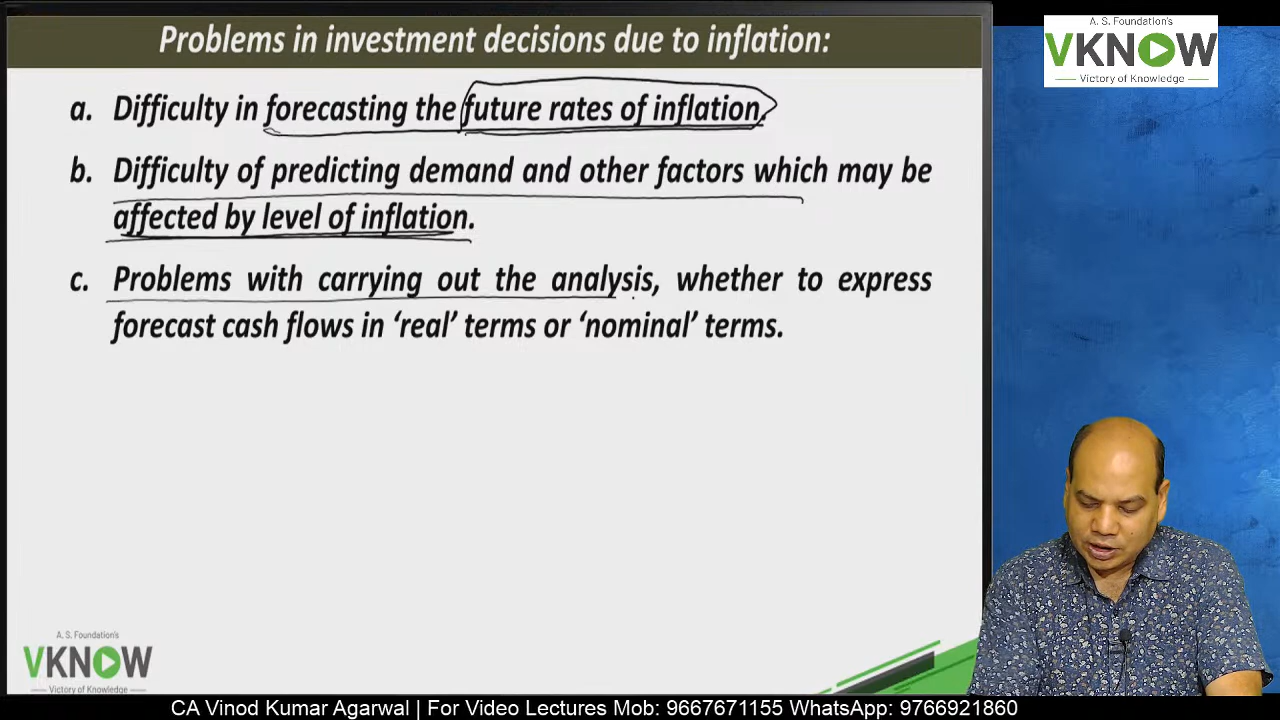 Problems in investment decisions due to inflation:
A. S. Foundation's
VKNOW
Victory of Knowledge
a. Difficulty in forecasting the future rates of inflation,
b. Difficulty of predicting demand and other factors which may be
affected by level of inflation.
c. Problems with carrying out the analysis, whether to express
forecast cash flows in ‘real’ terms or ‘nominal’ terms.
A. S. Foundation's
VKNOW
Victory of Knowledge
CA Vinod Kumar Agarwal | For Video Lectures Mob: 9667671155 WhatsApp: 9766921860